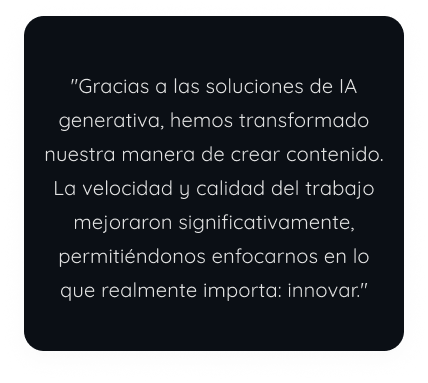 "Gracias a las soluciones de IA
generativa, hemos transformado
nuestra manera de crear contenido.
La velocidad y calidad del trabajo
mejoraron significativamente,
permitiéndonos enfocarnos en lo
que realmente importa: innovar."